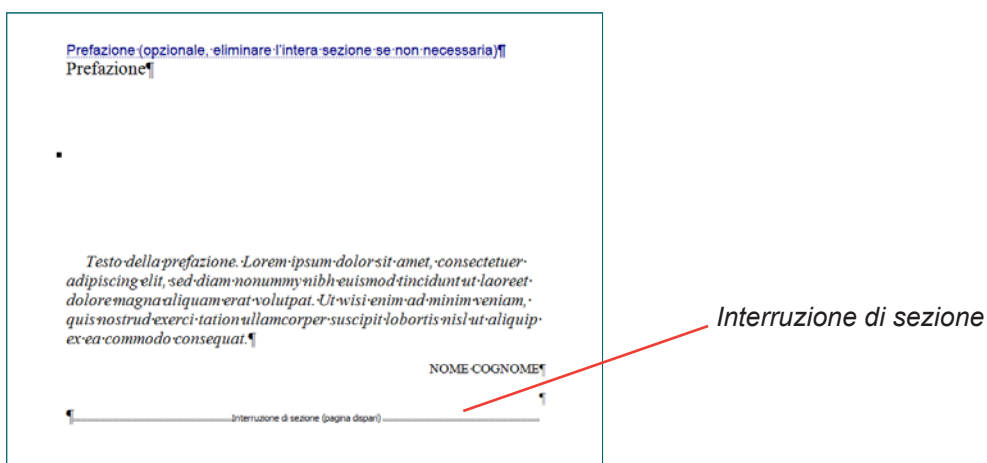 Prefazione·(opzionale,·eliminare·l'intera·sezione·se·non·necessaria)¶
Prefazione¶
Testo·della·prefazione.·Lorem·ipsum·dolor·sit·amet,·consectetuer·
adipiscing·elit,·sed·diam·nonummy·nibh·euismod·tincidunt·ut·laoreet·
dolore·magna·aliquam·erat·volutpat.·Ut·wisi·enim·ad·minim·veniam,·
quis·nostrud·exerci·tation·ullamcorper·suscipit·lobortis·nisl·ut·aliquip·
ex·ea·commodo·consequat.¶
Interruzione di sezione
NOME·COGNOME¶
¶
¶Interruzione di sezione (pagina dispari)